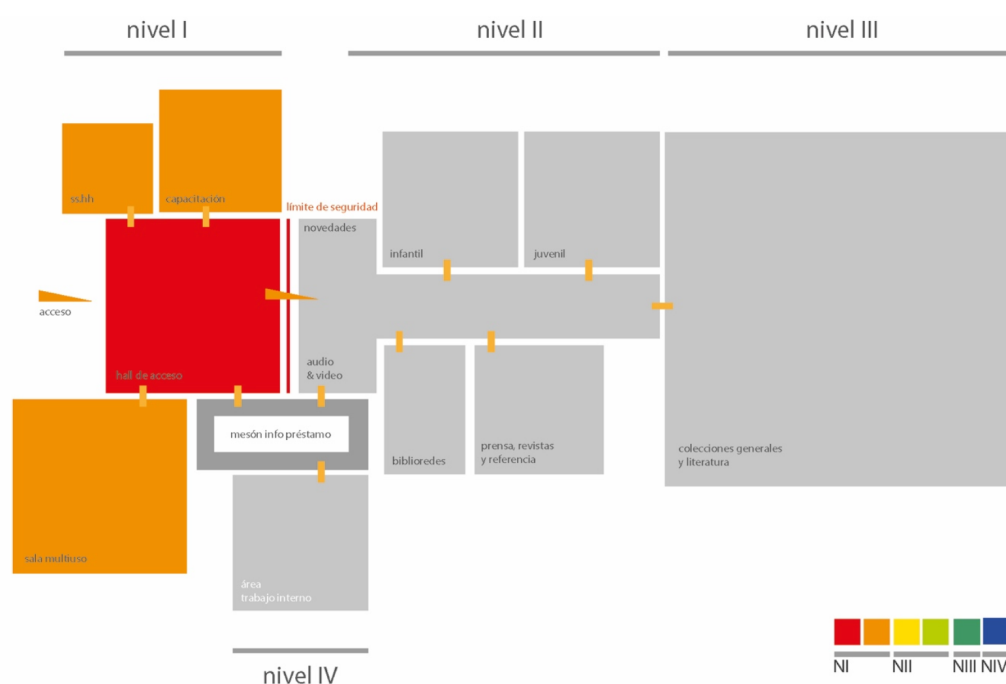 nivel I
nivel II
nivel III
ss.hh
capacitación
límite de seguridad
novedades
infantil
juvenil
acceso
hall de acceso
audio
& video
mesón info préstamo
biblioredes
prensa, revistas
y referencia
colecciones generales
y literatura
sala multiuso
área
trabajo interno
nivel IV
NI
NII
NIII
NIV